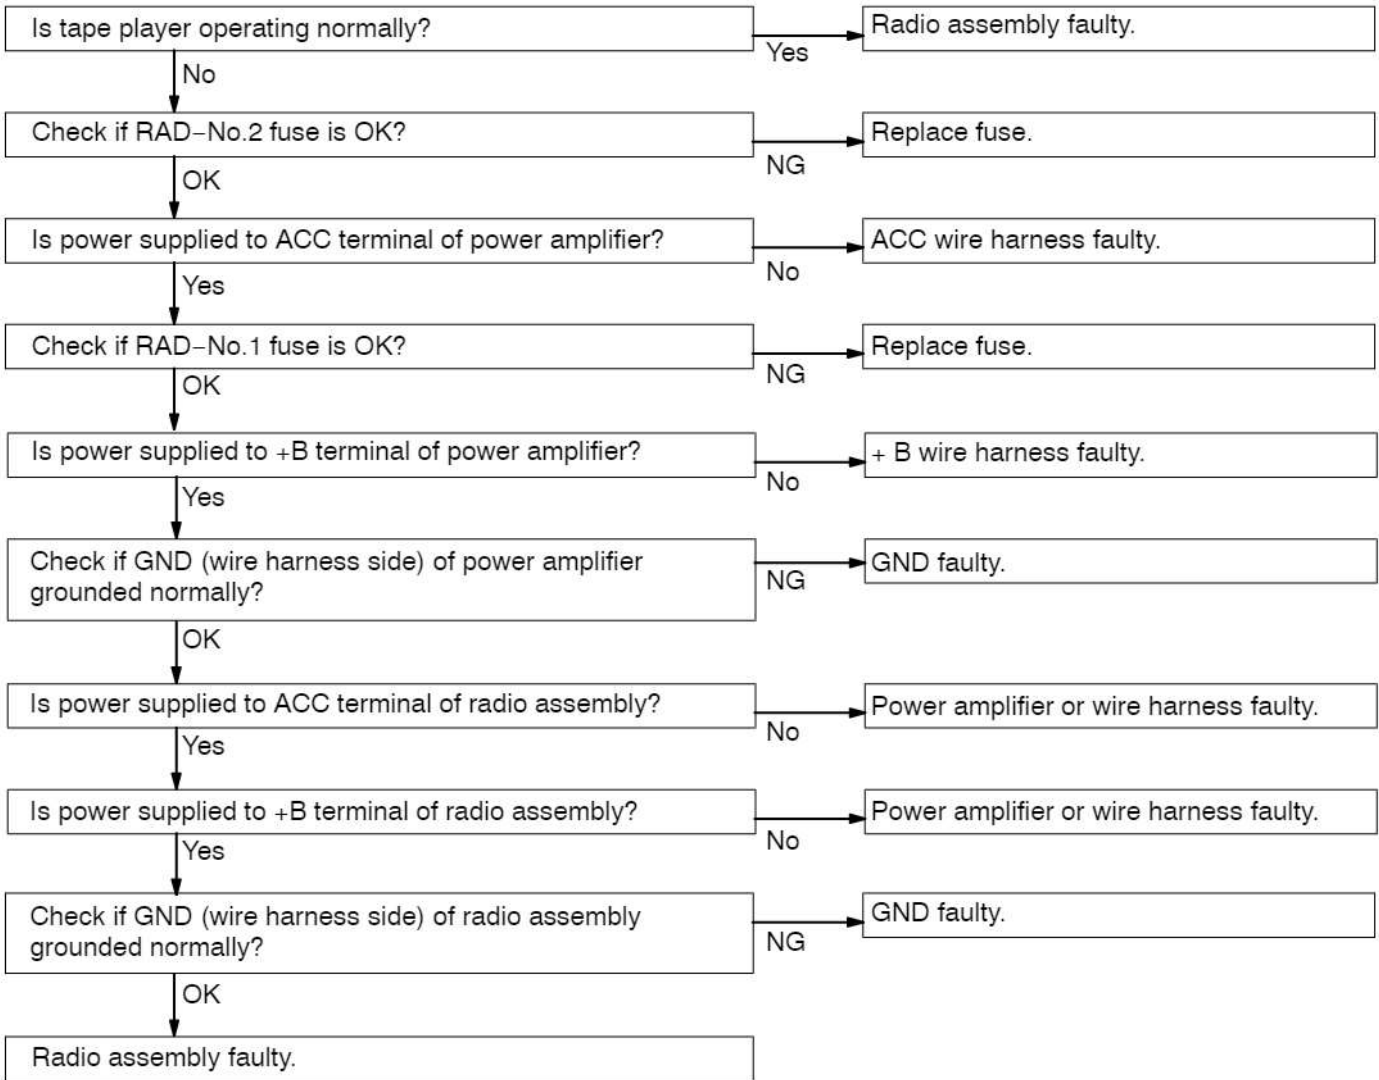 Is tape player operating normally?
Yes
Radio assembly faulty.
No
Check if RAD–No.2 fuse is OK?
NG
Replace fuse.
OK
Is power supplied to ACC terminal of power amplifier?
No
ACC wire harness faulty.
Yes
Check if RAD–No.1 fuse is OK?
NG
Replace fuse.
OK
Is power supplied to +B terminal of power amplifier?
No
+ B wire harness faulty.
Yes
Check if GND (wire harness side) of power amplifier
grounded normally?
NG
GND faulty.
OK
Is power supplied to ACC terminal of radio assembly?
No
Power amplifier or wire harness faulty.
Yes
Is power supplied to +B terminal of radio assembly?
No
Power amplifier or wire harness faulty.
Yes
Check if GND (wire harness side) of radio assembly
grounded normally?
NG
GND faulty.
OK
Radio assembly faulty.